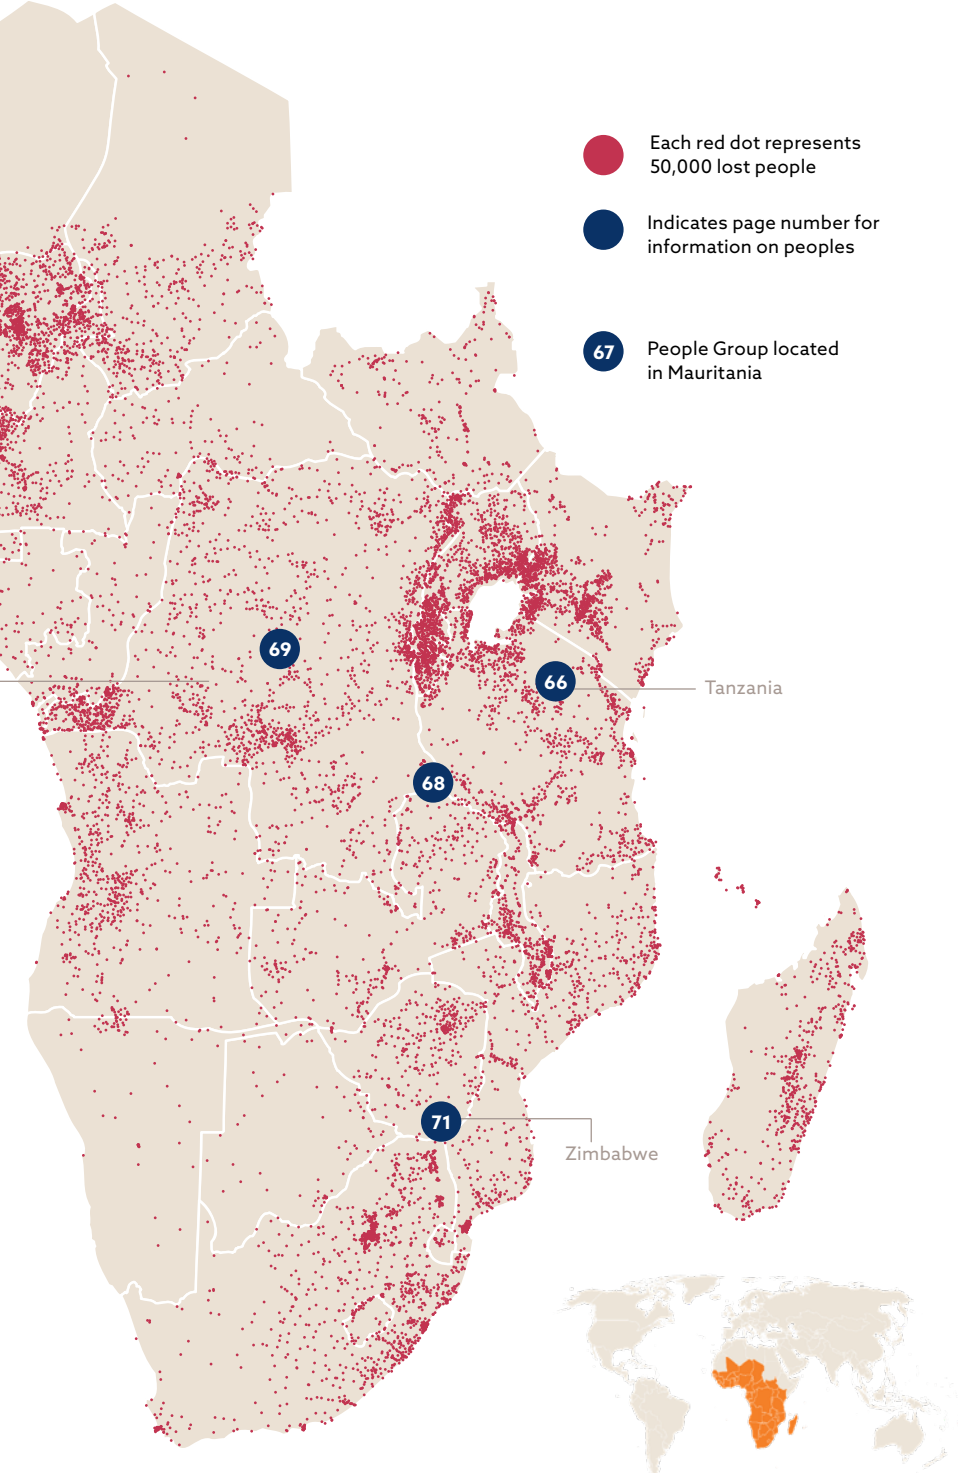 Each red dot represents
50,000 lost people
Indicates page number for
information on peoples
67
People Group located
in Mauritania
69
66
Tanzania
68
71
Zimbabwe